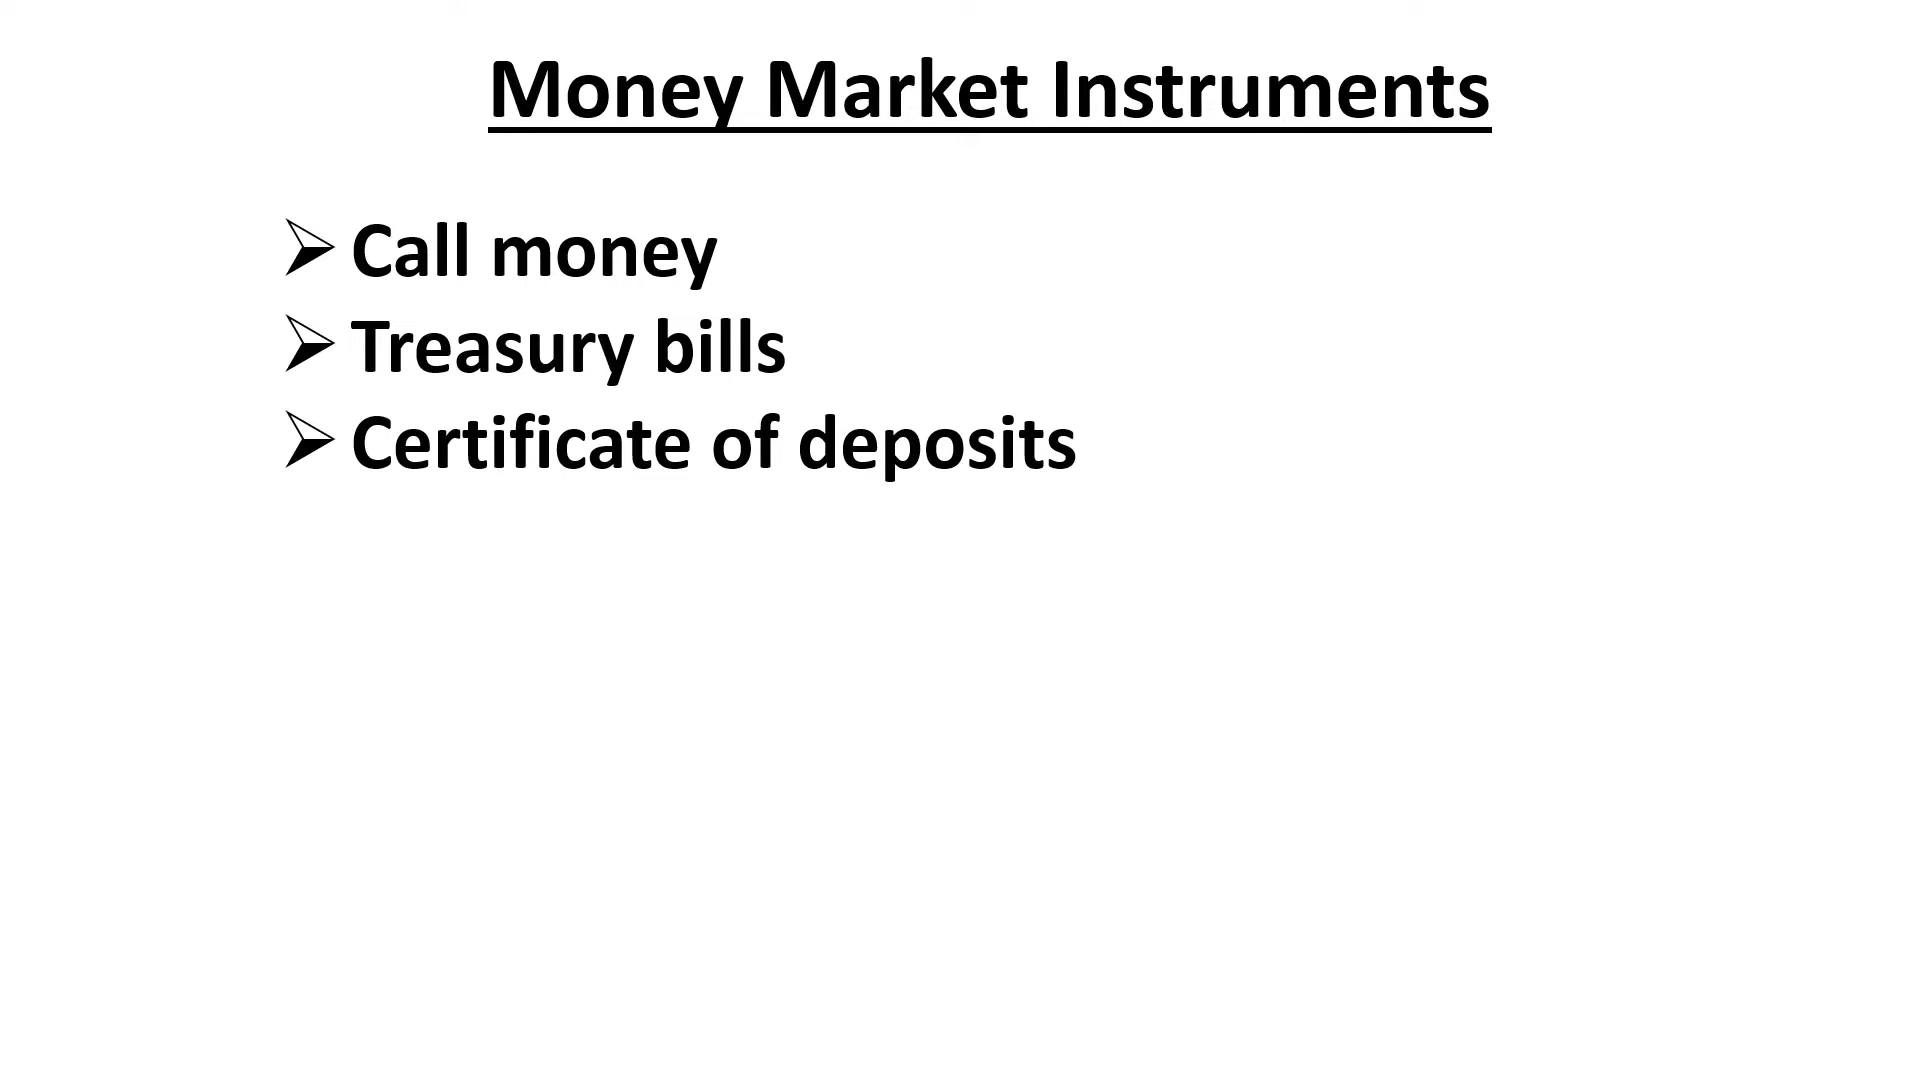 Money Market Instruments
➢ Call money
➢ Treasury bills
➢ Certificate of deposits